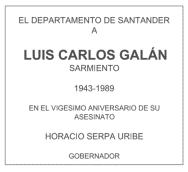 EL DEPARTAMENTO DE SANTANDER
A
LUIS CARLOS GALÁN
SARMIENTO
1943-1989
EN EL VIGESIMO ANIVERSARIO DE SU
ASESINATO
HORACIO SERPA URIBE
GOBERNADOR